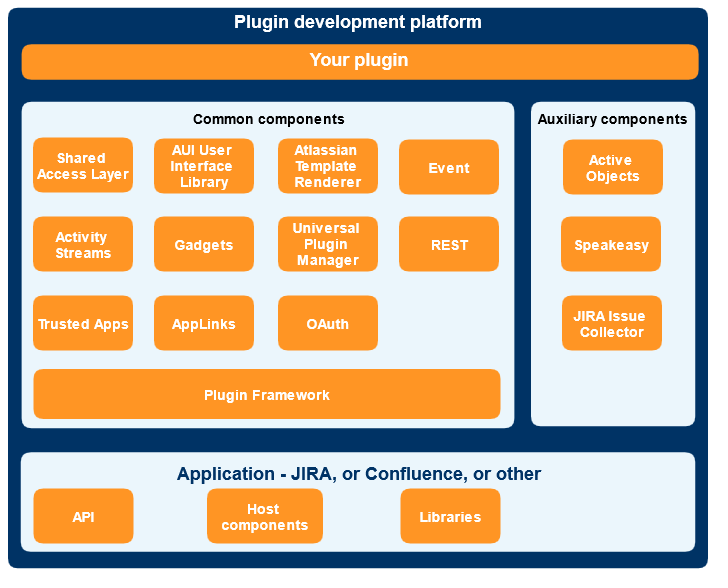 Plugin development platform
Your plugin
Common components
Shared
Access Layer
AUI User
Interface
Library
Atlassian
Template
Renderer
Event
Activity
Streams
Gadgets
Universal
Plugin
Manager
REST
Trusted Apps
AppLinks
OAuth
Plugin Framework
Auxiliary components
Active
Objects
Speakeasy
JIRA Issue
Collector
Application - JIRA, or Confluence, or other
API
Host
components
Libraries